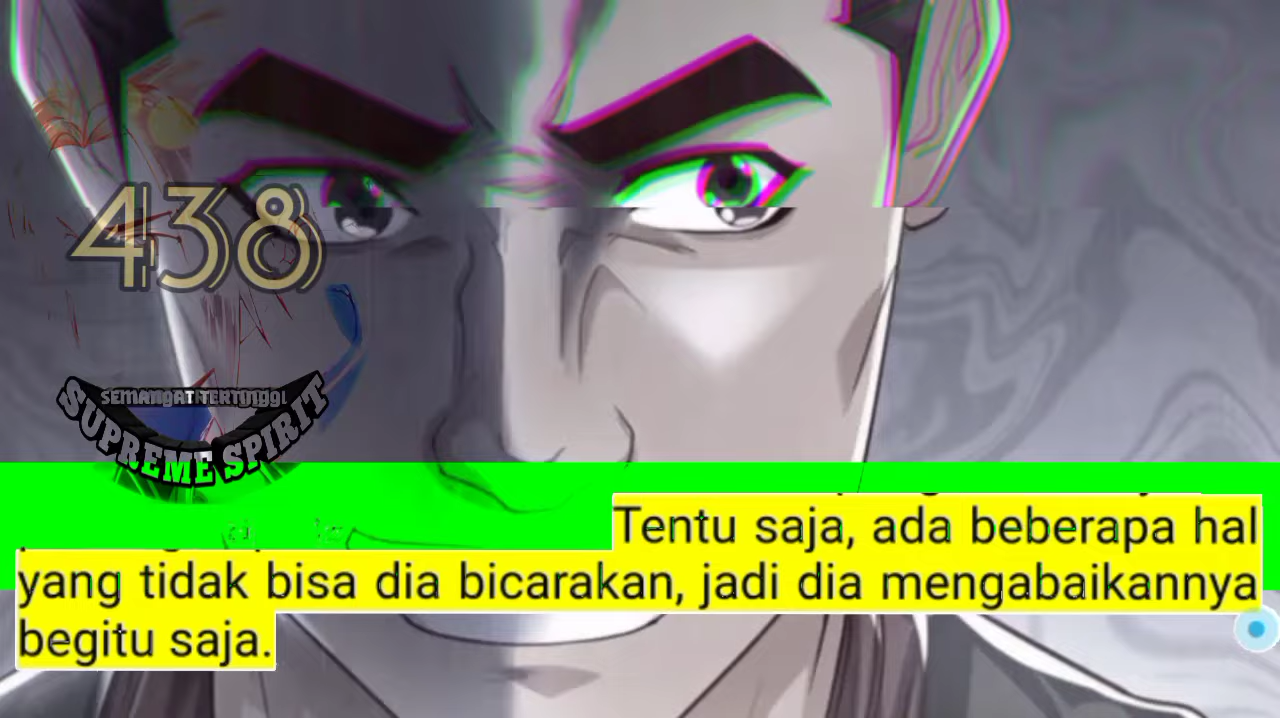 438
SEMANGAT TERTINGGI
SUPREME SPIRIT
Tentu saja, ada beberapa hal
yang tidak bisa dia bicarakan, jadi dia mengabaikannya
begitu saja.